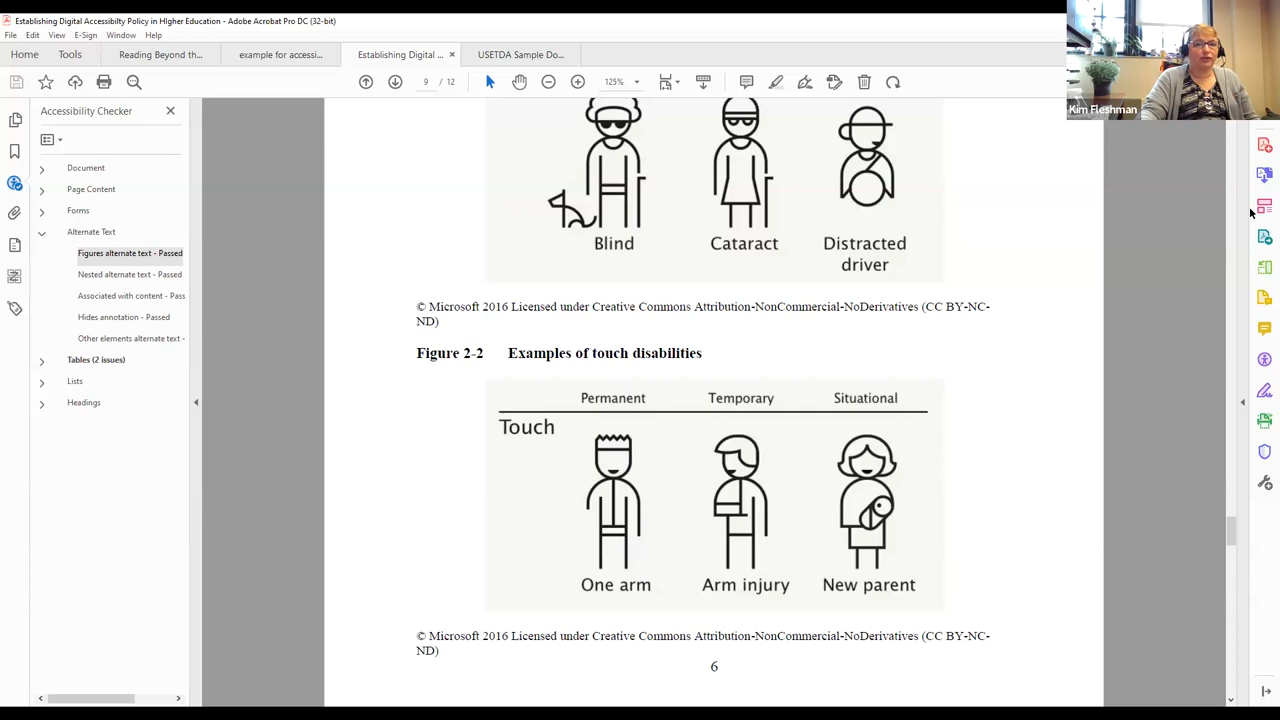 Establishing Digital Accessibilty Policy in HIgher Education - Adobe Acrobat Pro DC (32-bit)
File Edit View E-Sign Window Help
Home Tools Reading Beyond th... example for accessi... Establishing Digital ... × USETDA Sample Do...
9 / 12 125%
Kim Fleshman
Accessibility Checker
Document
Page Content
Forms
Alternate Text
Figures alternate text - Passed
Nested alternate text - Passed
Associated with content - Pass
Hides annotation - Passed
Other elements alternate text -
Tables (2 issues)
Lists
Headings
Blind Cataract Distracted
driver
© Microsoft 2016 Licensed under Creative Commons Attribution-NonCommercial-NoDerivatives (CC BY-NC-
ND)
Figure 2-2 Examples of touch disabilities
Permanent Temporary Situational
Touch
One arm Arm injury New parent
© Microsoft 2016 Licensed under Creative Commons Attribution-NonCommercial-NoDerivatives (CC BY-NC-
ND)
6